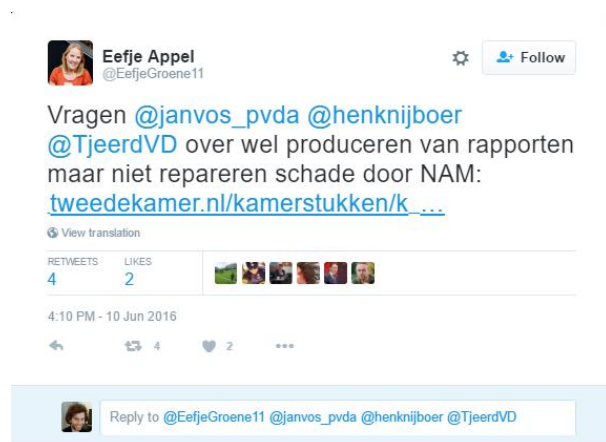 Eefje Appel
@EefjeGroene11
Follow
Vragen @janvos_pvda @henknijboer
@TjeerdVD over wel produceren van rapporten
maar niet repareren schade door NAM:
tweedekamer.nl/kamerstukken/k_...
View translation
RETWEETS LIKES
4 2
4:10 PM - 10 Jun 2016
4 2
Reply to @EefjeGroene11 @janvos_pvda @henknijboer @TjeerdVD